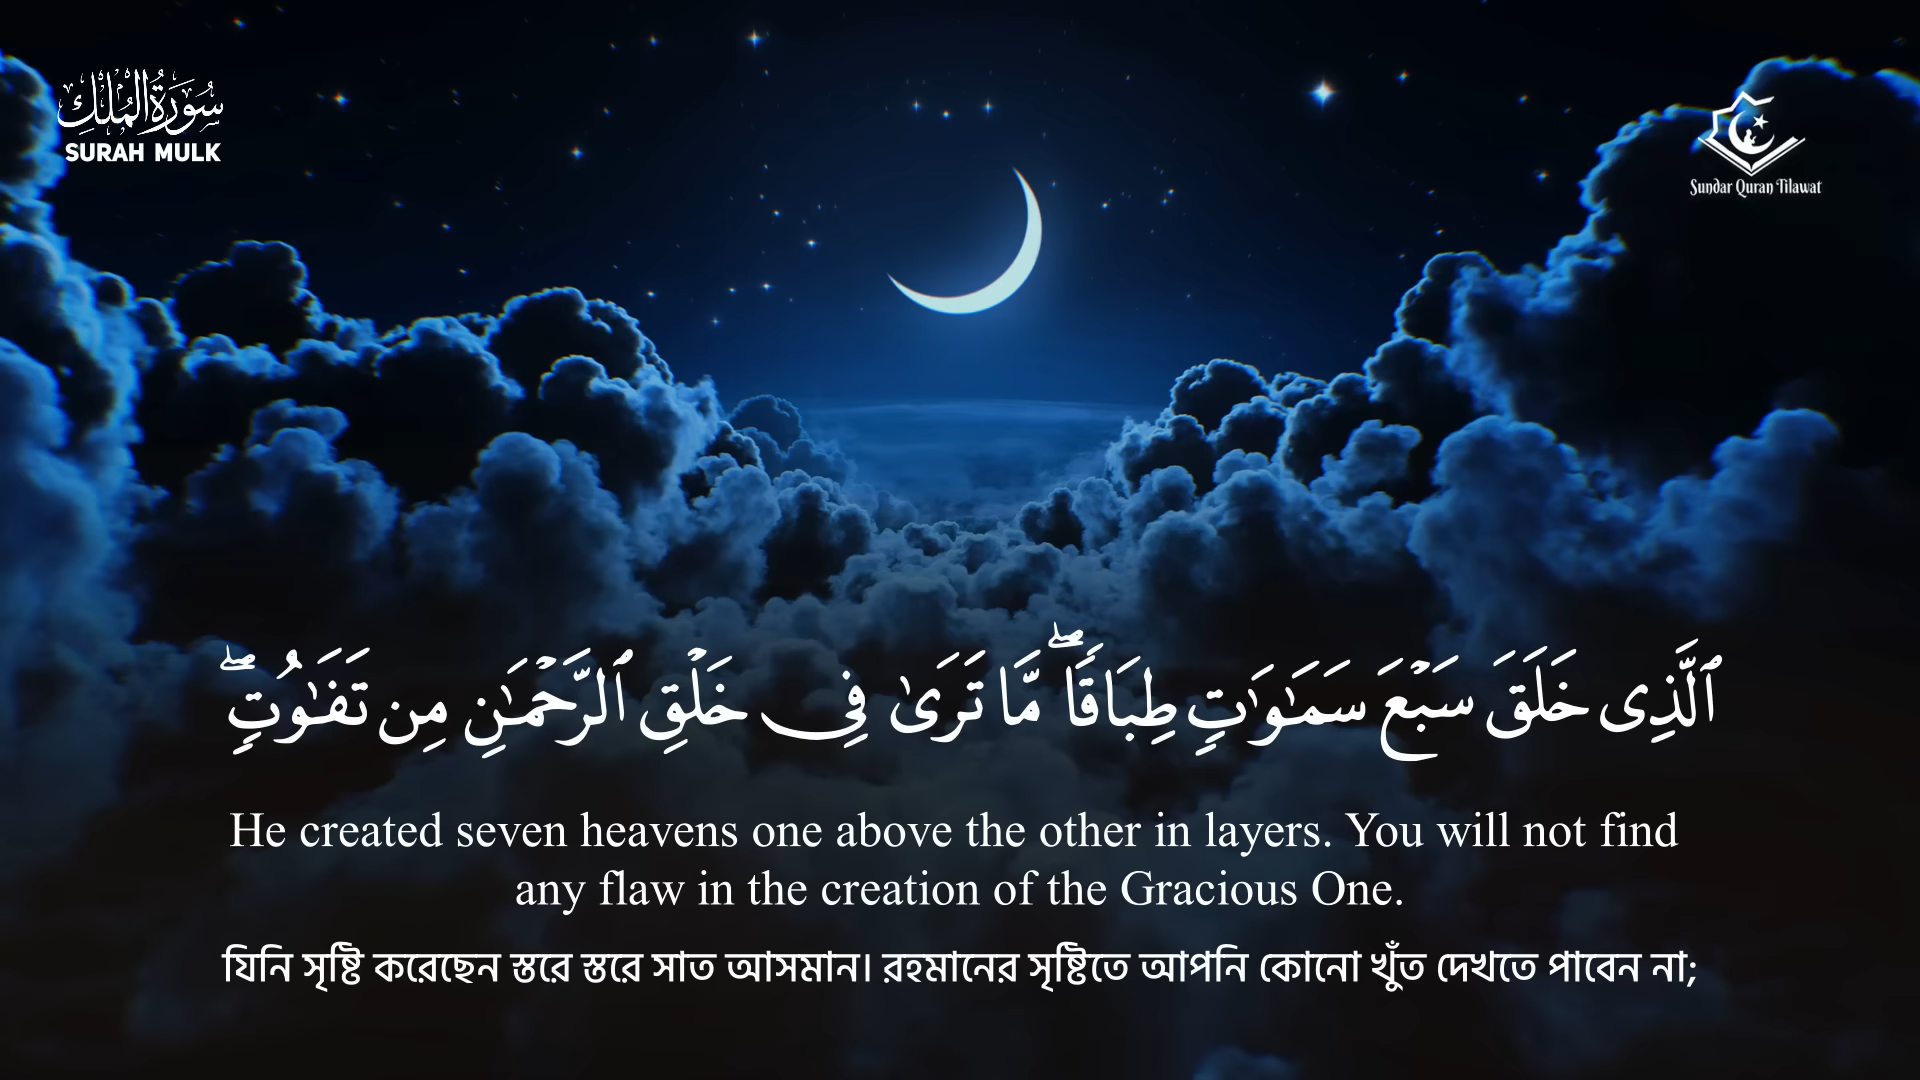 سُورَةُ المُلْكِ
SURAH MULK
Sundar Quran Tilawat
ٱلَّذِى خَلَقَ سَبْعَ سَمَـٰوَٰتٍ طِبَاقًا ۖ مَّا تَرَىٰ فِى خَلْقِ ٱلرَّحْمَـٰنِ مِن تَفَـٰوُتٍ ۖ
He created seven heavens one above the other in layers. You will not find
any flaw in the creation of the Gracious One.
যিনি সৃষ্টি করেছেন স্তরে স্তরে সাত আসমান। রহমানের সৃষ্টিতে আপনি কোনো খুঁত দেখতে পাবেন না;